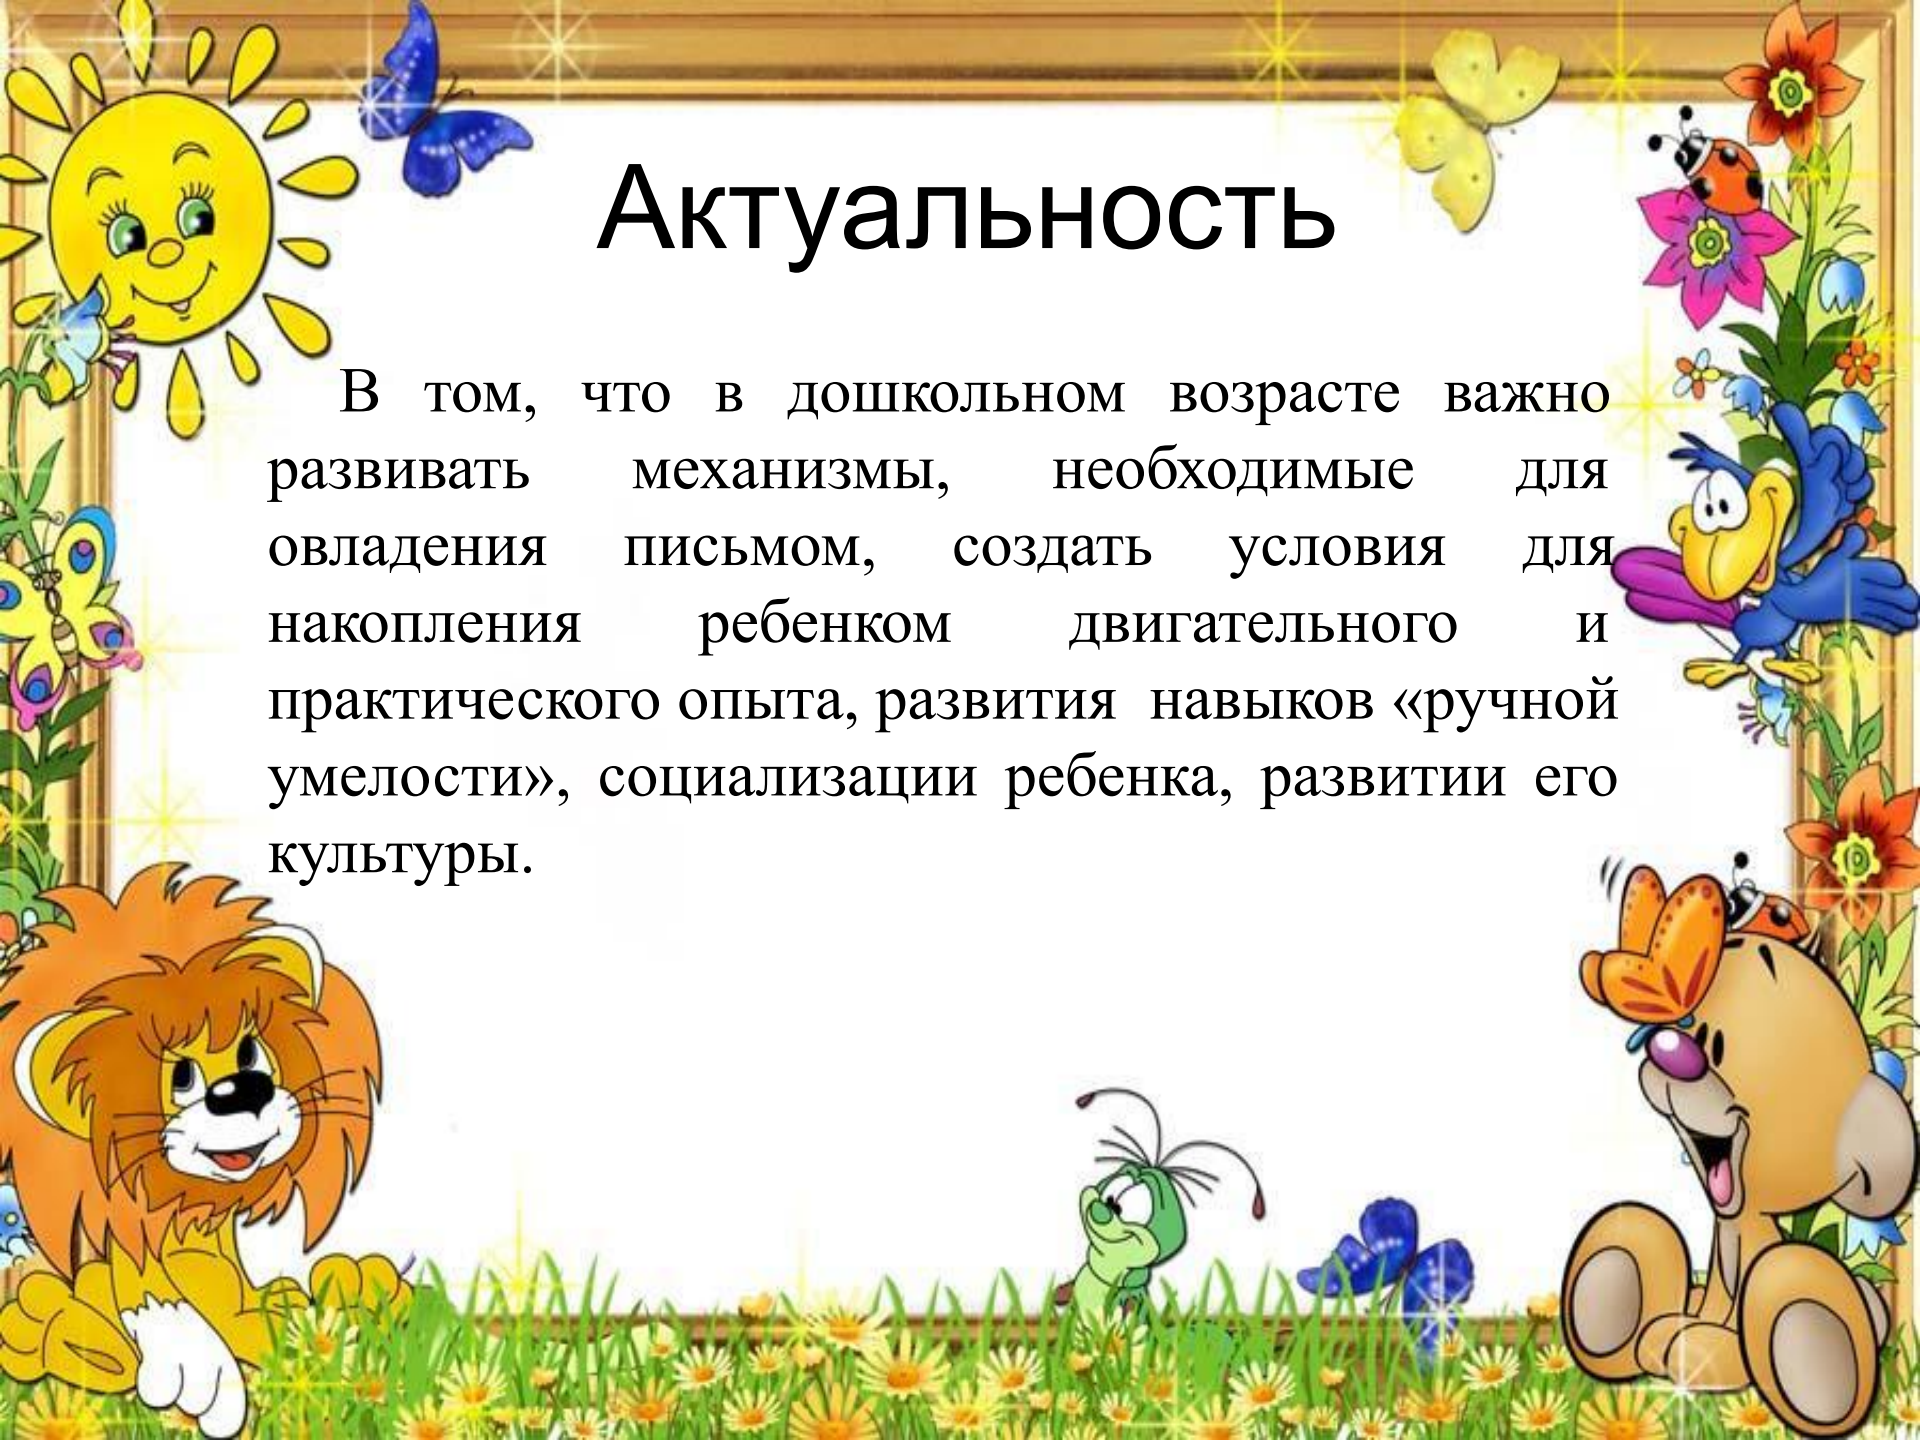 Актуальность
В том, что в дошкольном возрасте важно
развивать механизмы, необходимые для
овладения письмом, создать условия для
накопления ребенком двигательного и
практического опыта, развития навыков «ручной
умелости», социализации ребенка, развитии его
культуры.